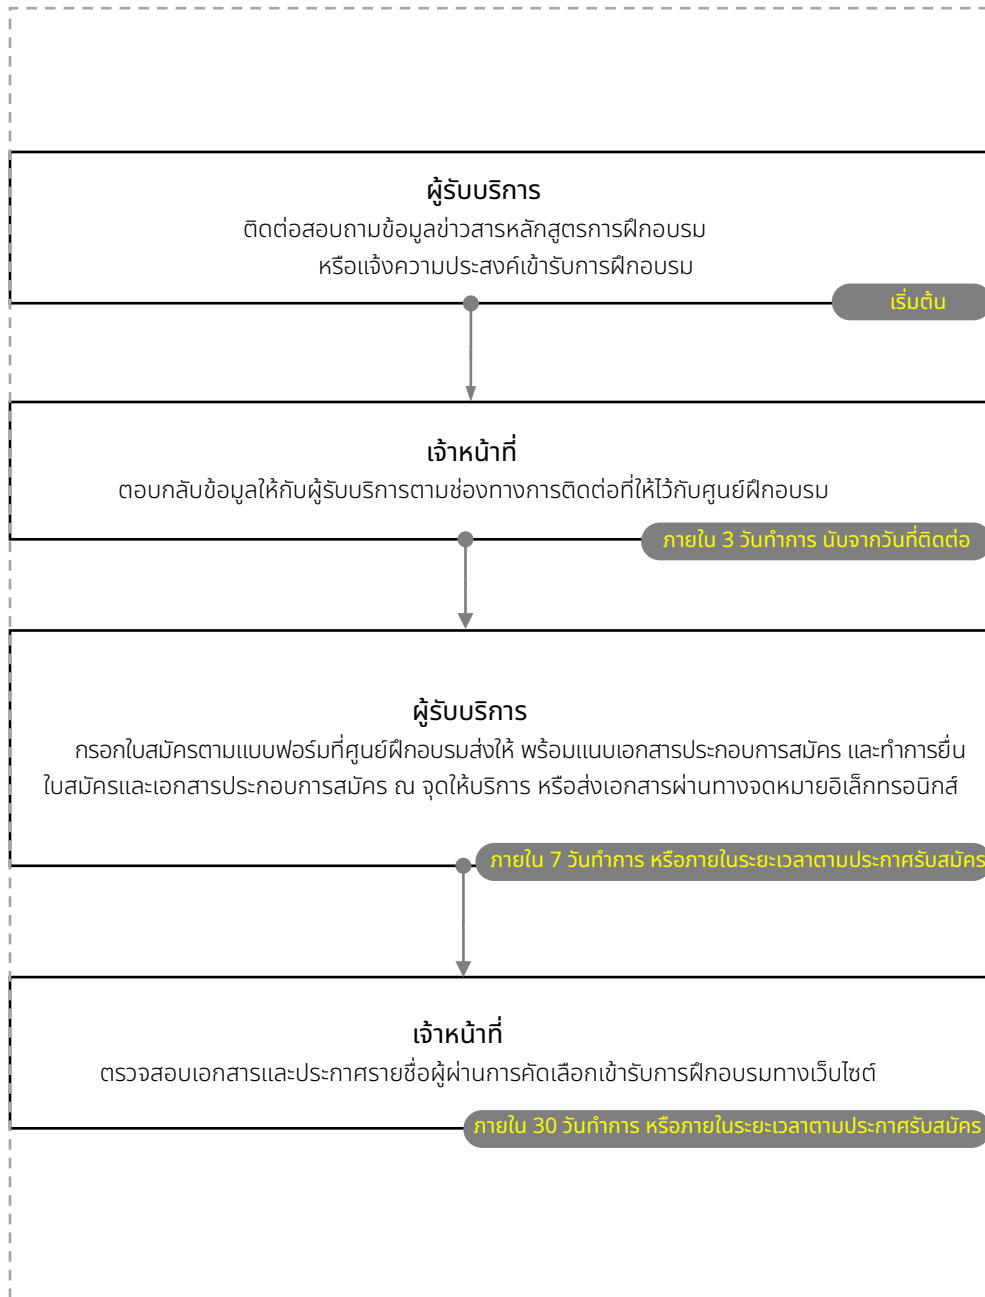 ผู้รับบริการ
ติดต่อสอบถามข้อมูลข่าวสารหลักสูตรการฝึกอบรม
หรือแจ้งความประสงค์เข้ารับการฝึกอบรม
เริ่มต้น
เจ้าหน้าที่
ตอบกลับข้อมูลให้กับผู้รับบริการตามช่องทางการติดต่อที่ให้ไว้กับศูนย์ฝึกอบรม
ภายใน 3 วันทำการ นับจากวันที่ติดต่อ
ผู้รับบริการ
กรอกใบสมัครตามแบบฟอร์มที่ศูนย์ฝึกอบรมส่งให้ พร้อมแนบเอกสารประกอบการสมัคร และทำการยื่น
ใบสมัครและเอกสารประกอบการสมัคร ณ จุดให้บริการ หรือส่งเอกสารผ่านทางจดหมายอิเล็กทรอนิกส์
ภายใน 7 วันทำการ หรือภายในระยะเวลาตามประกาศรับสมัคร
เจ้าหน้าที่
ตรวจสอบเอกสารและประกาศรายชื่อผู้ผ่านการคัดเลือกเข้ารับการฝึกอบรมทางเว็บไซต์
ภายใน 30 วันทำการ หรือภายในระยะเวลาตามประกาศรับสมัคร